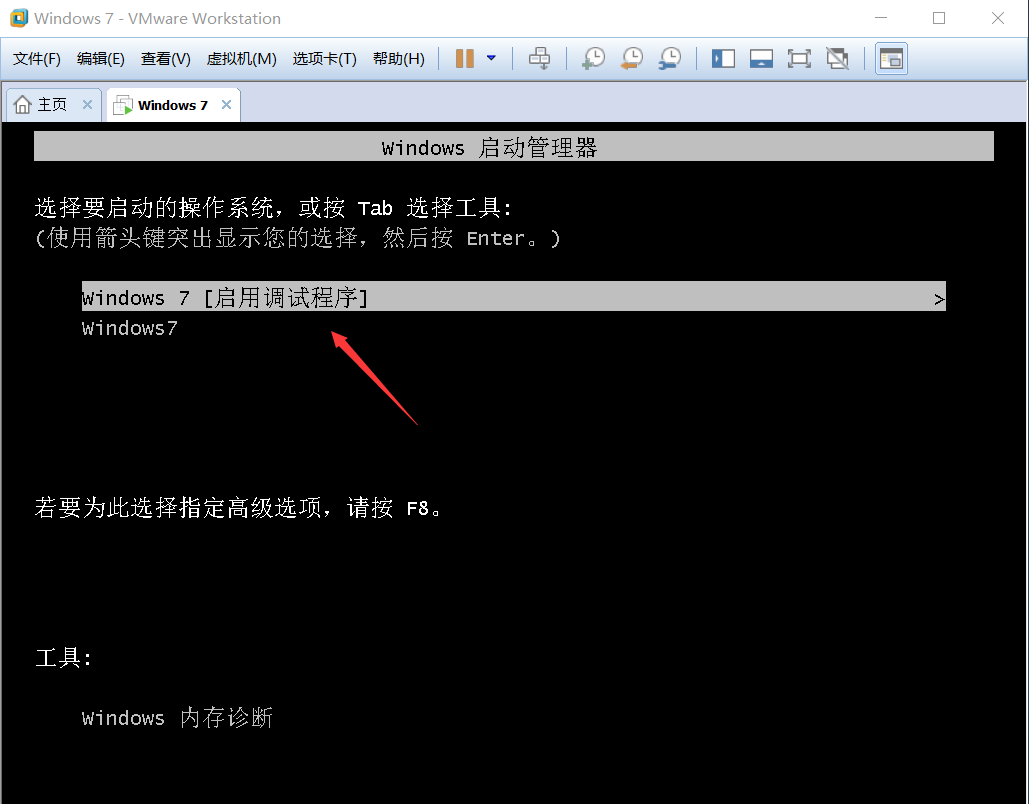 Windows 7 - VMware Workstation
文件(F) 编辑(E) 查看(V) 虚拟机(M) 选项卡(T) 帮助(H)
主页 Windows 7
Windows 启动管理器
选择要启动的操作系统，或按 Tab 选择工具:
(使用箭头键突出显示您的选择，然后按 Enter。)
Windows 7 [启用调试程序] >
Windows7
若要为此选择指定高级选项，请按 F8。
工具:
Windows 内存诊断